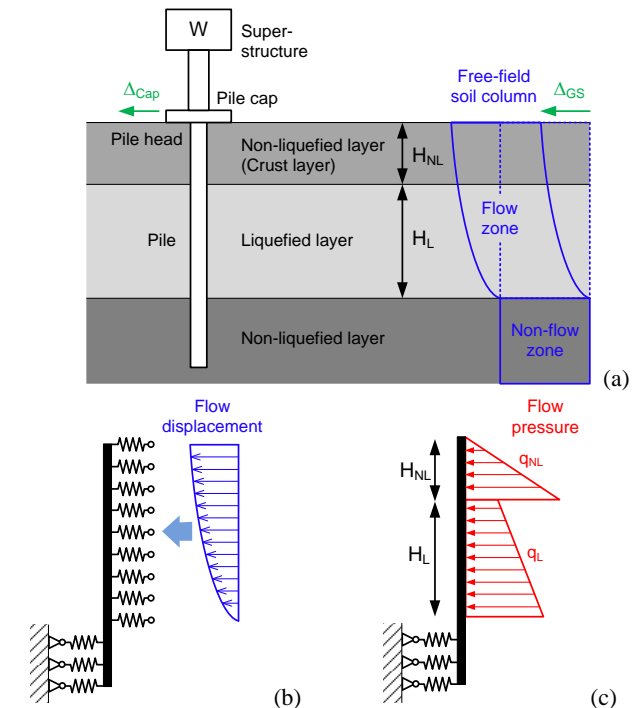 W
Super-
structure
Δ_Cap
Pile cap
Free-field
soil column
Δ_GS
Pile head
Non-liquefied layer
(Crust layer)
H_NL
Flow
zone
Pile
Liquefied layer
H_L
Non-liquefied layer
Non-flow
zone
(a)
Flow
displacement
(b)
Flow
pressure
H_NL
q_NL
H_L
q_L
(c)